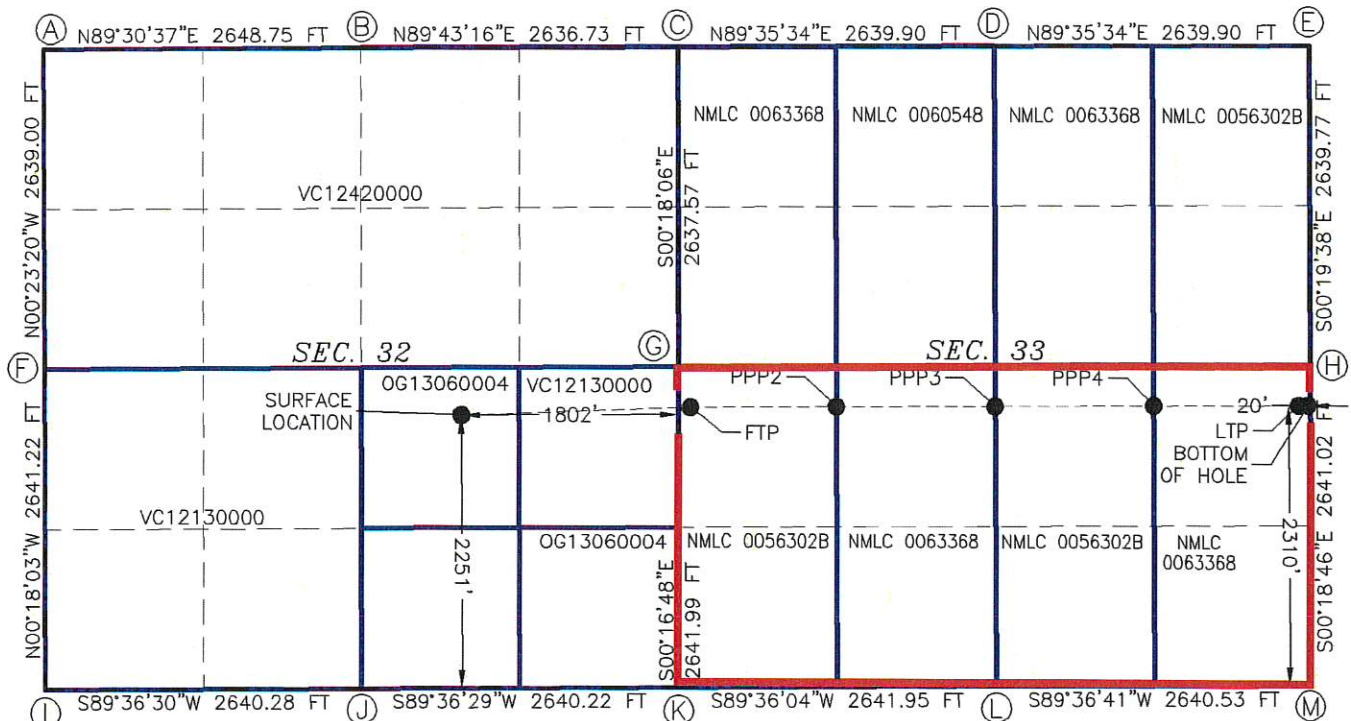 A
N89°30'37"E 2648.75 FT
B
N89°43'16"E 2636.73 FT
C
N89°35'34"E 2639.90 FT
D
N89°35'34"E 2639.90 FT
E
N00°23'20"W 2639.00 FT
S00°18'06"E
2637.57 FT
S00°19'38"E 2639.77 FT
NMLC 0063368
NMLC 0060548
NMLC 0063368
NMLC 0056302B
VC12420000
F
SEC. 32
G
SEC. 33
H
OG13060004
VC12130000
SURFACE
LOCATION
1802'
FTP
PPP2
PPP3
PPP4
20'
LTP
BOTTOM
OF HOLE
N00°18'03"W 2641.22 FT
VC12130000
2251'
OG13060004
S00°16'48"E
2641.99 FT
NMLC 0056302B
NMLC 0063368
NMLC 0056302B
NMLC
0063368
2310'
S00°18'46"E 2641.02 FT
I
S89°36'30"W 2640.28 FT
J
S89°36'29"W 2640.22 FT
K
S89°36'04"W 2641.95 FT
L
S89°36'41"W 2640.53 FT
M